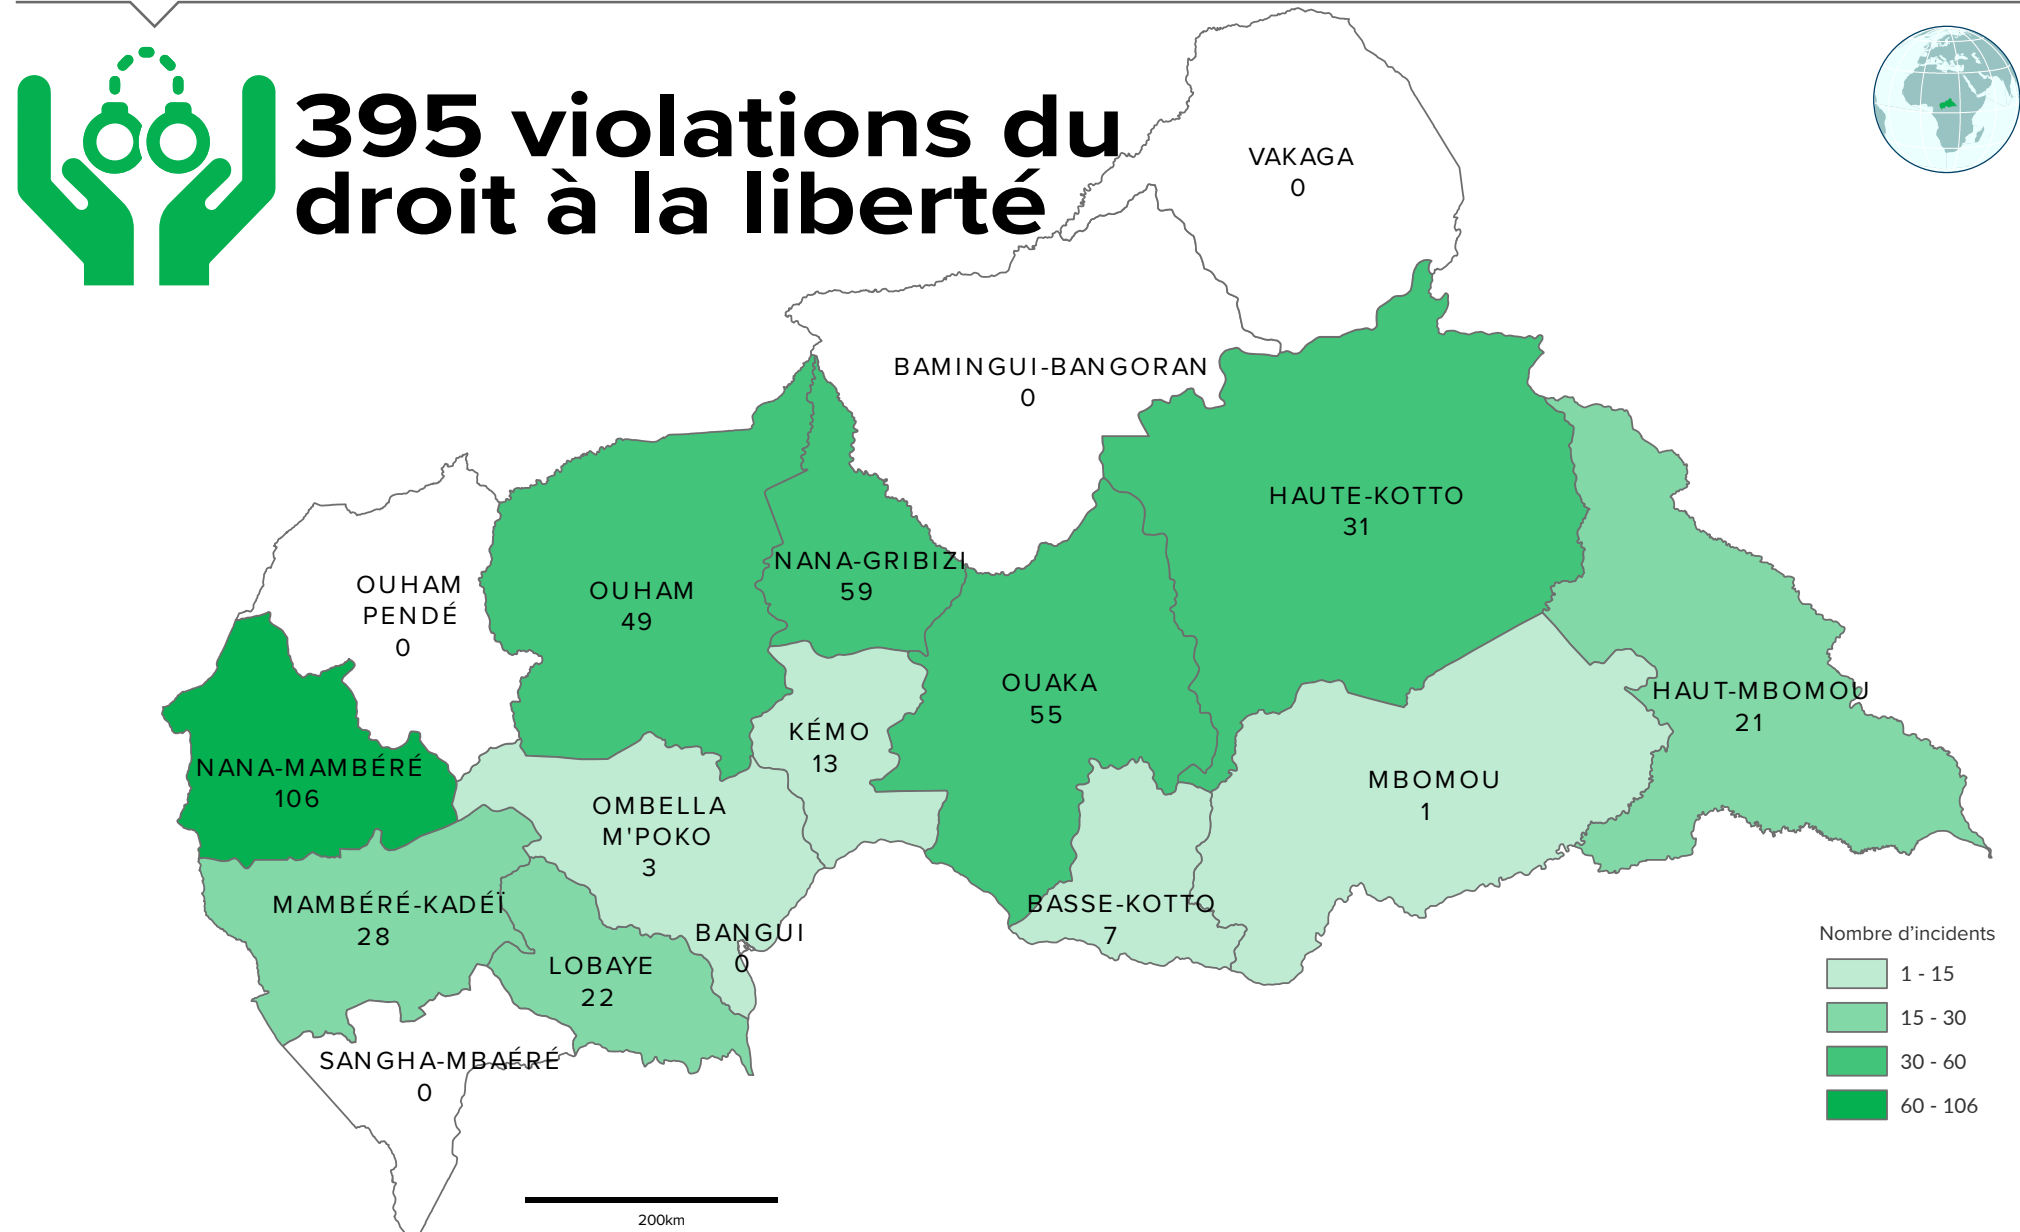 395 violations du
droit à la liberté
VAKAGA
0
BAMINGUI-BANGORAN
0
HAUTE-KOTTO
31
NANA-GRIBIZI
59
OUHAM
PENDÉ
0
OUHAM
49
OUAKA
55
HAUT-MBOMOU
21
KÉMO
13
NANA-MAMBÉRÉ
106
MBOMOU
1
OMBELLA
M'POKO
3
MAMBÉRÉ-KADÉÏ
28
BASSE-KOTTO
7
BANGUI
0
LOBAYE
22
SANGHA-MBAÉRÉ
0
Nombre d’incidents
1 - 15
15 - 30
30 - 60
60 - 106
200km